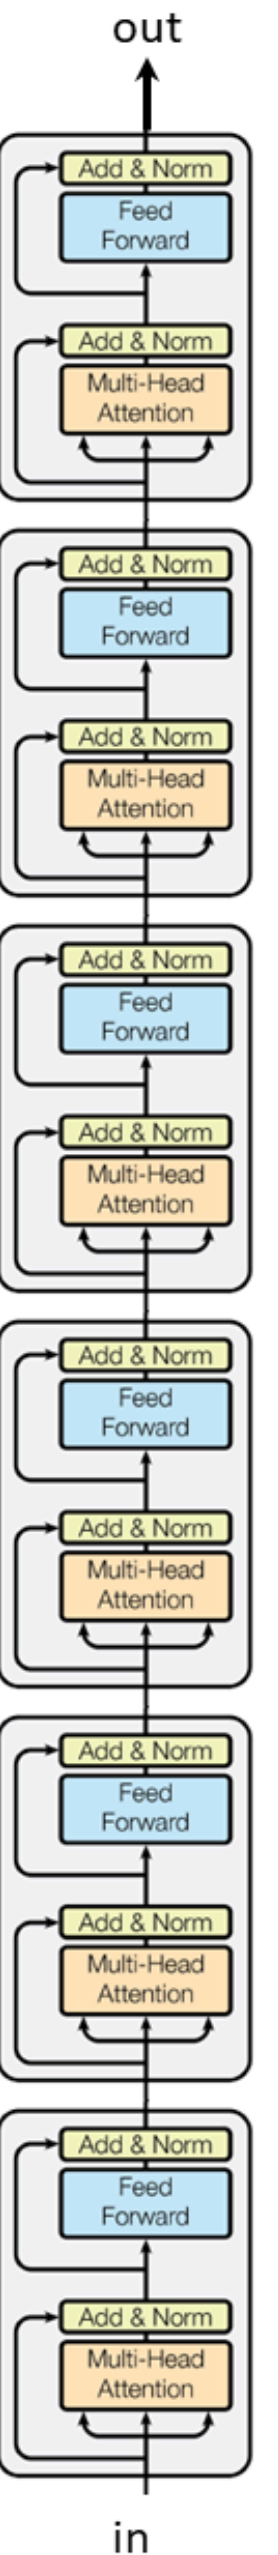 out
Add & Norm
Feed
Forward
Add & Norm
Multi-Head
Attention
Add & Norm
Feed
Forward
Add & Norm
Multi-Head
Attention
Add & Norm
Feed
Forward
Add & Norm
Multi-Head
Attention
Add & Norm
Feed
Forward
Add & Norm
Multi-Head
Attention
Add & Norm
Feed
Forward
Add & Norm
Multi-Head
Attention
Add & Norm
Feed
Forward
Add & Norm
Multi-Head
Attention
in